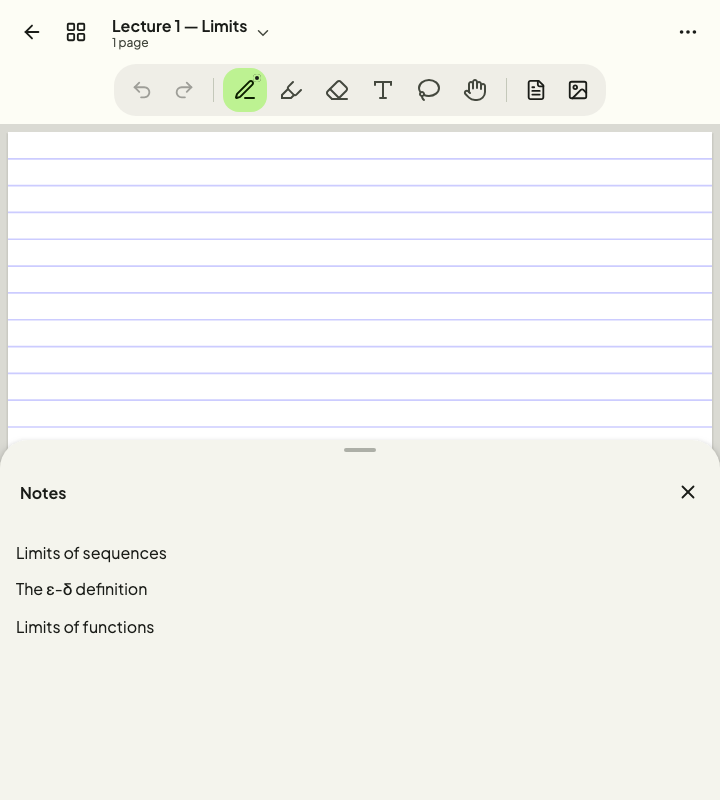 Lecture 1 — Limits
1 page
Notes
Limits of sequences
The ε-δ definition
Limits of functions